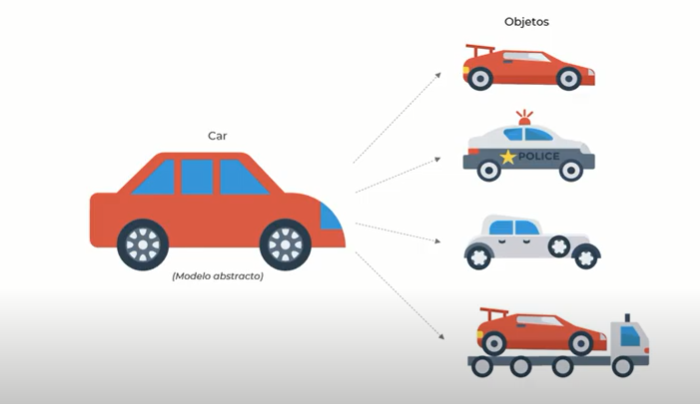 Objetos
Car
POLICE
(Modelo abstracto)